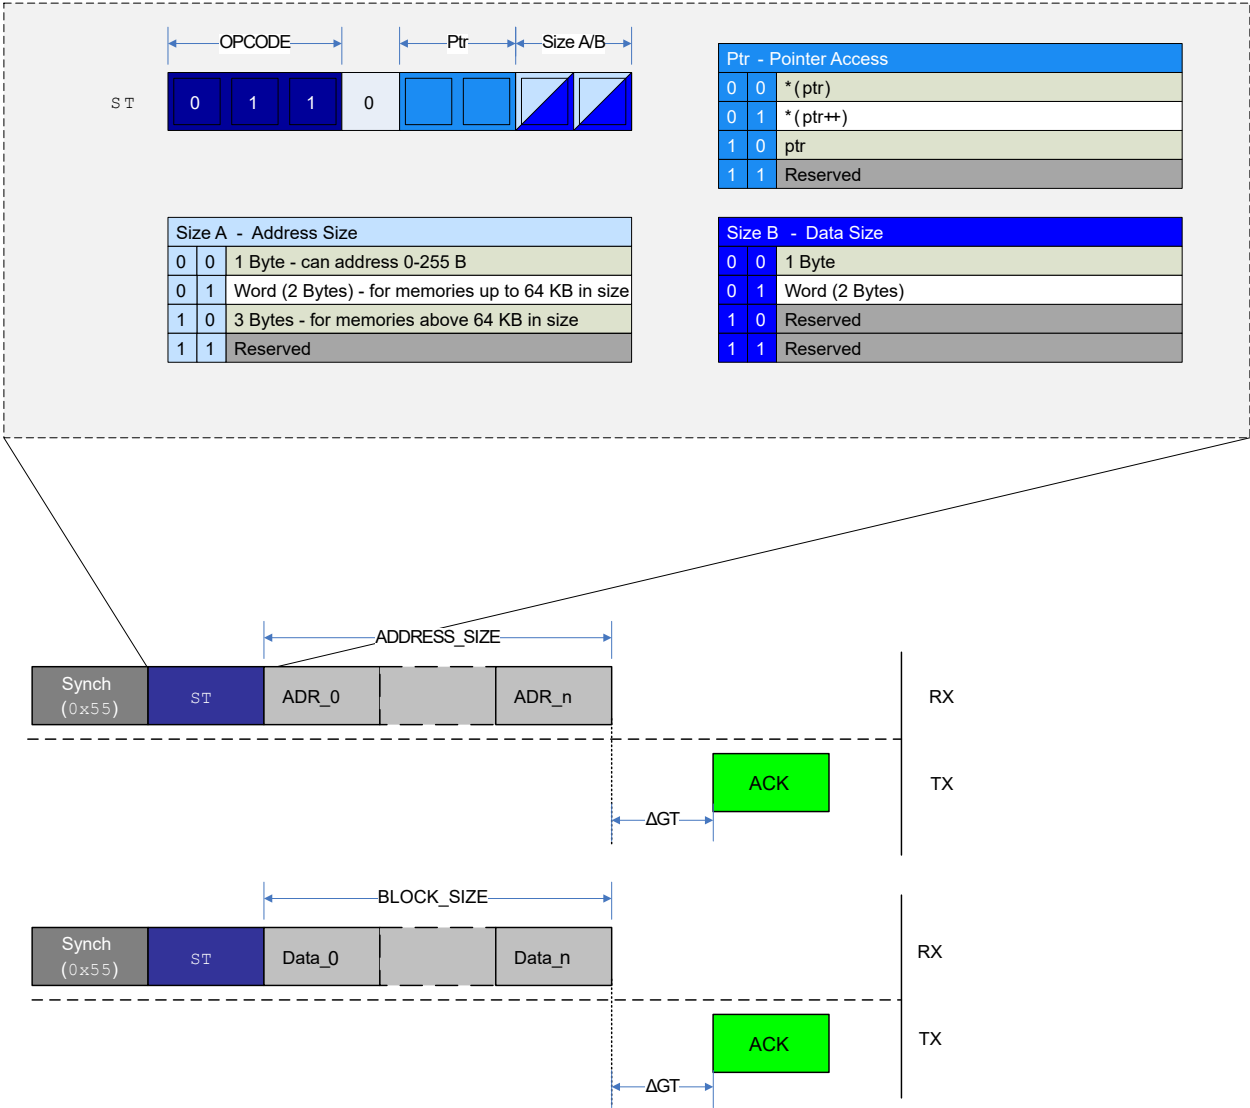 OPCODE Ptr Size A/B
ST 0 1 1 0
Ptr - Pointer Access
0 0 *(ptr)
0 1 *(ptr++)
1 0 ptr
1 1 Reserved
Size A - Address Size
0 0 1 Byte - can address 0-255 B
0 1 Word (2 Bytes) - for memories up to 64 KB in size
1 0 3 Bytes - for memories above 64 KB in size
1 1 Reserved
Size B - Data Size
0 0 1 Byte
0 1 Word (2 Bytes)
1 0 Reserved
1 1 Reserved
ADDRESS_SIZE
Synch
(0x55)
ST
ADR_0
ADR_n
RX
ACK
TX
ΔGT
BLOCK_SIZE
Synch
(0x55)
ST
Data_0
Data_n
RX
ACK
TX
ΔGT